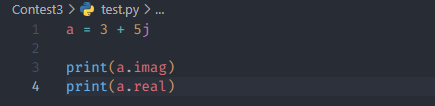 Contest3 > test.py > ...
1 a = 3 + 5j
2
3 print(a.imag)
4 print(a.real)